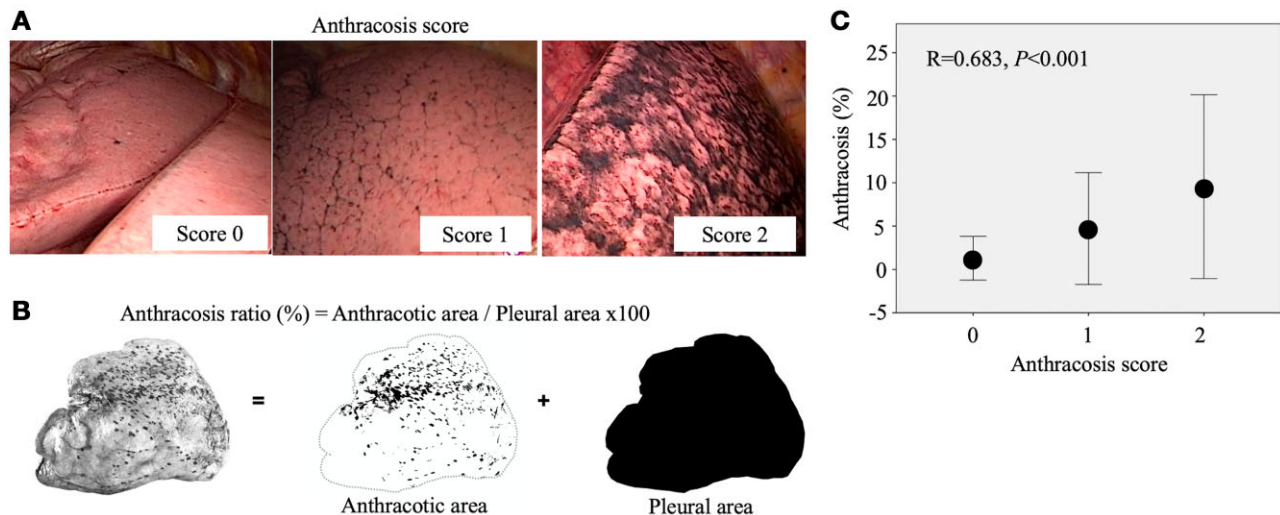 A
Anthracosis score
Score 0
Score 1
Score 2
B
Anthracosis ratio (%) = Anthracotic area / Pleural area x100
=
+
Anthracotic area
Pleural area
C
R=0.683, P<0.001
Anthracosis (%)
25
20
15
10
5
0
-5
0
1
2
Anthracosis score